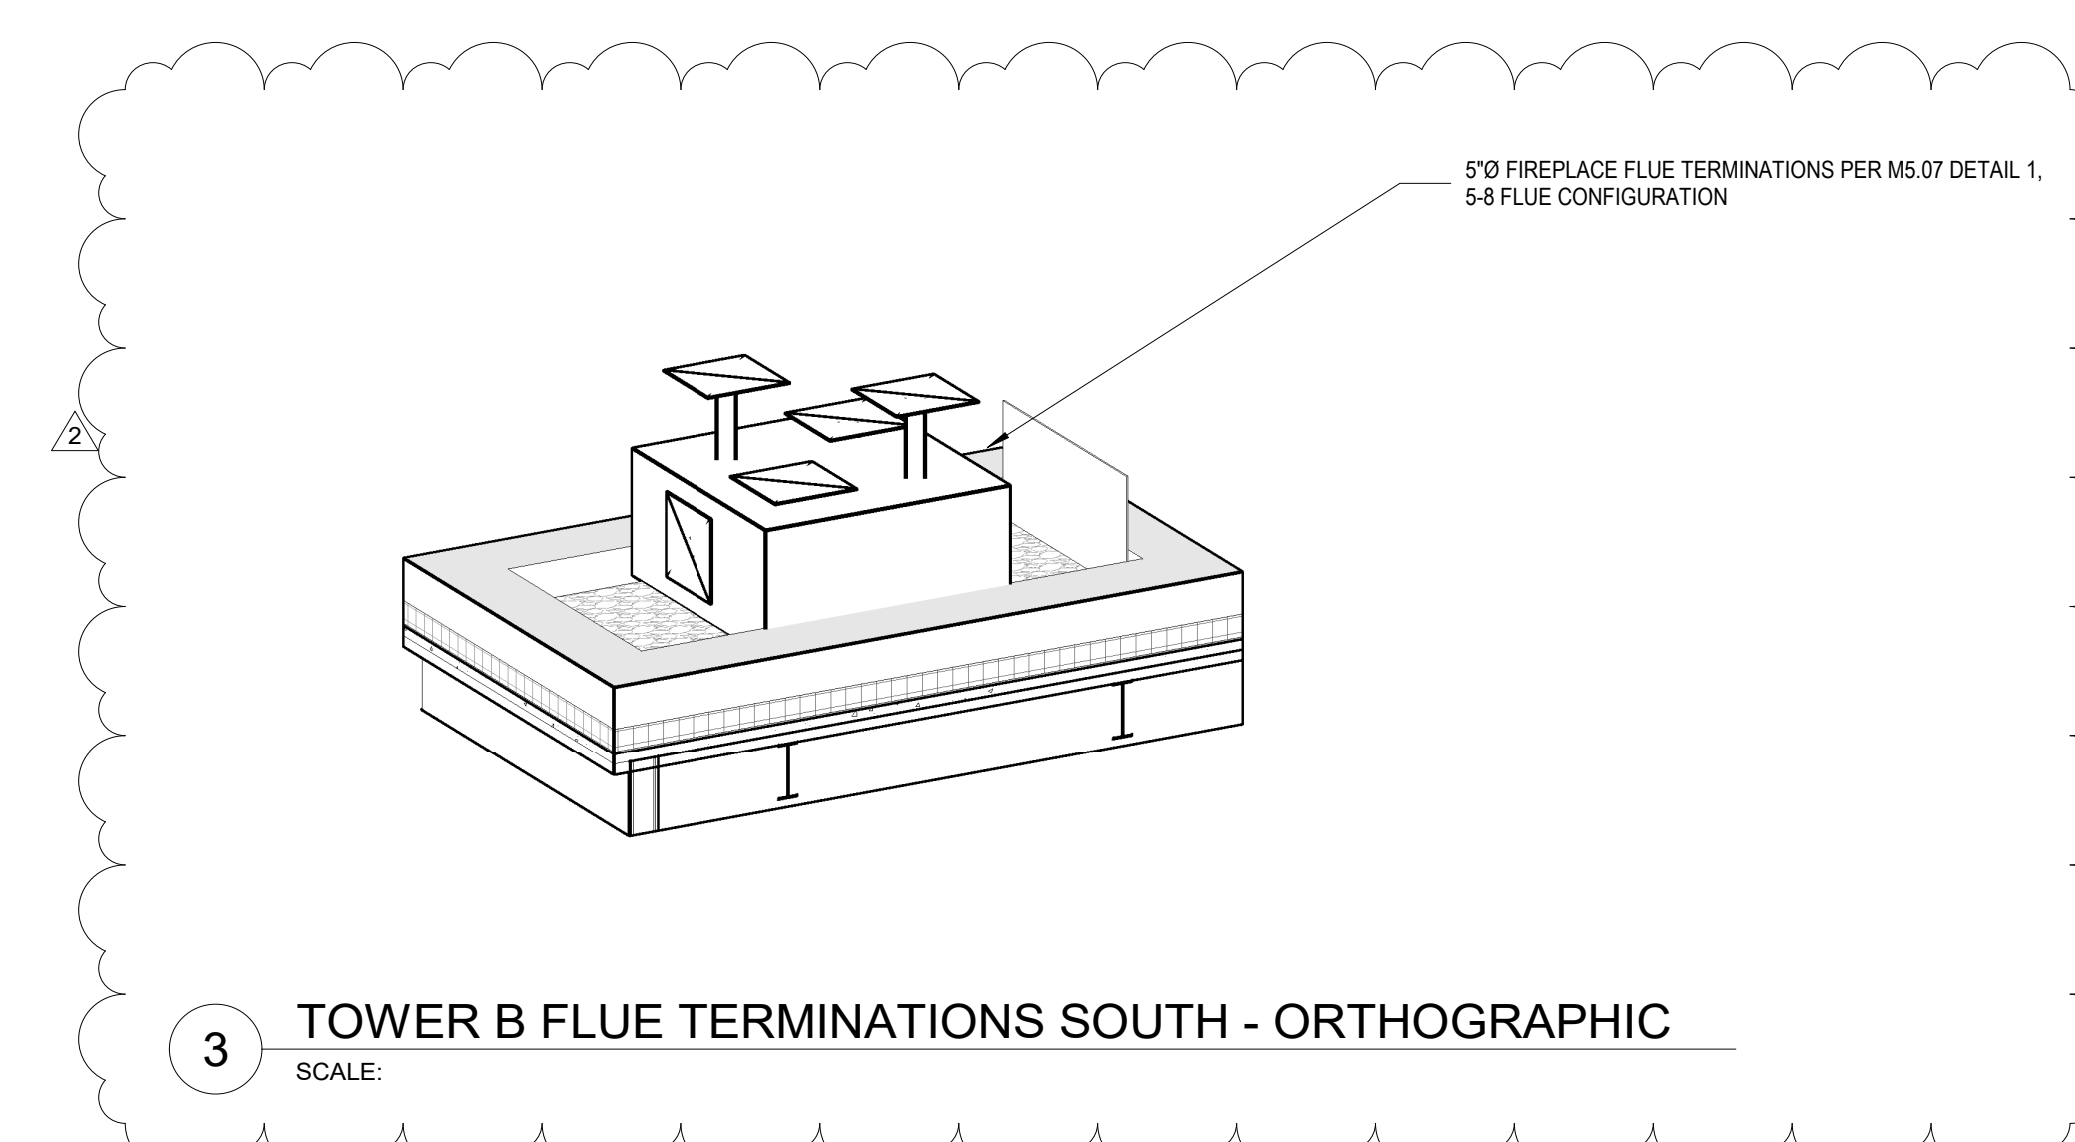 5"Ø FIREPLACE FLUE TERMINATIONS PER M5.07 DETAIL 1,
5-8 FLUE CONFIGURATION
2
3
TOWER B FLUE TERMINATIONS SOUTH - ORTHOGRAPHIC
SCALE: